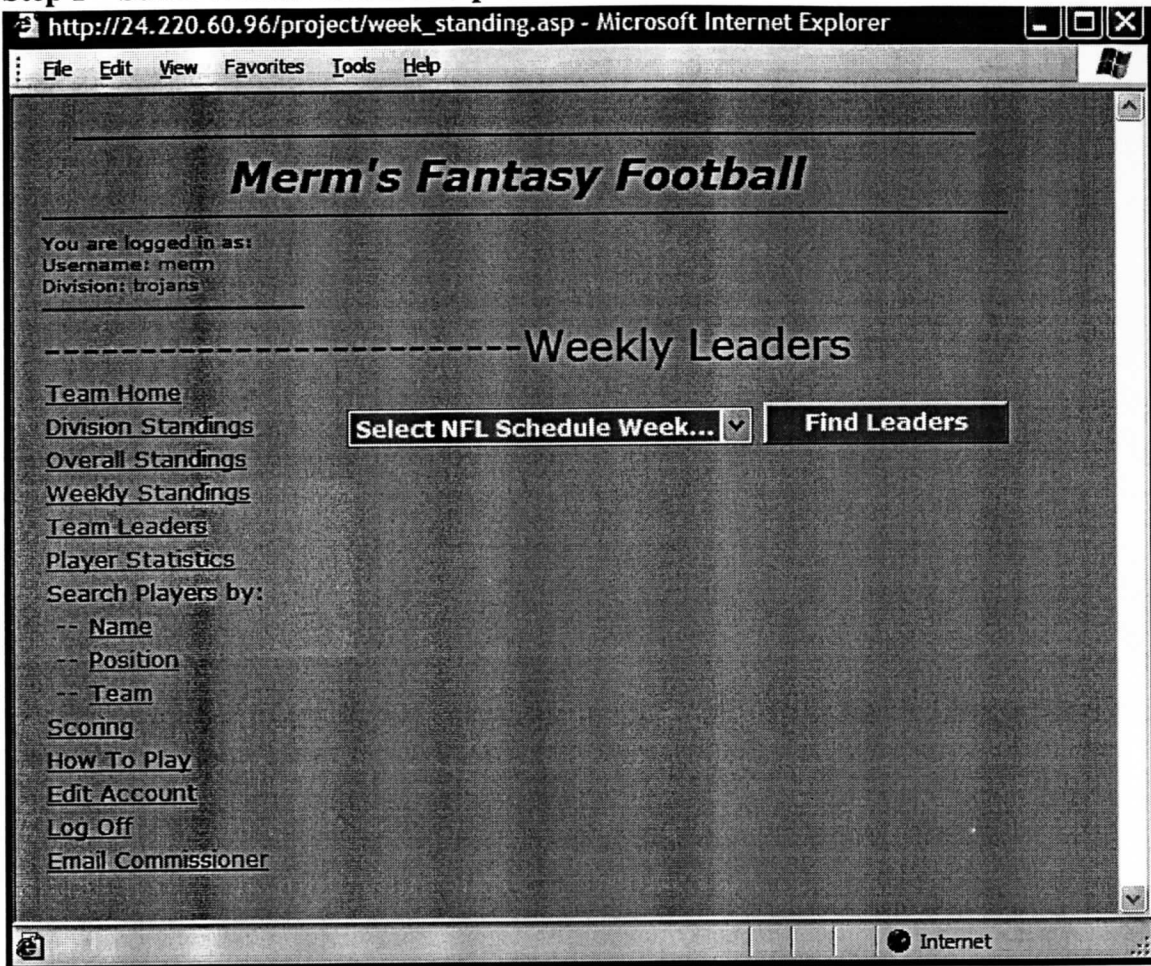 http://24.220.60.96/project/week_standing.asp - Microsoft Internet Explorer
File Edit View Favorites Tools Help
Merm's Fantasy Football
You are logged in as:
Username: merm
Division: trojans
-------------------------Weekly Leaders
Team Home
Division Standings
Overall Standings
Weekly Standings
Team Leaders
Player Statistics
Search Players by:
-- Name
-- Position
-- Team
Scoring
How To Play
Edit Account
Log Off
Email Commissioner
Select NFL Schedule Week... Find Leaders
Internet